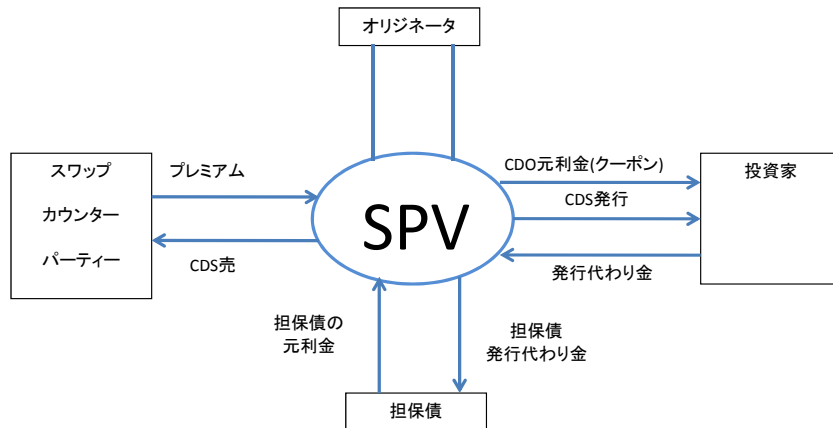 オリジネータ
スワップ
カウンター
パーティー
プレミアム
CDS売
SPV
CDO元利金(クーポン)
CDS発行
発行代わり金
投資家
担保債の
元利金
担保債
発行代わり金
担保債